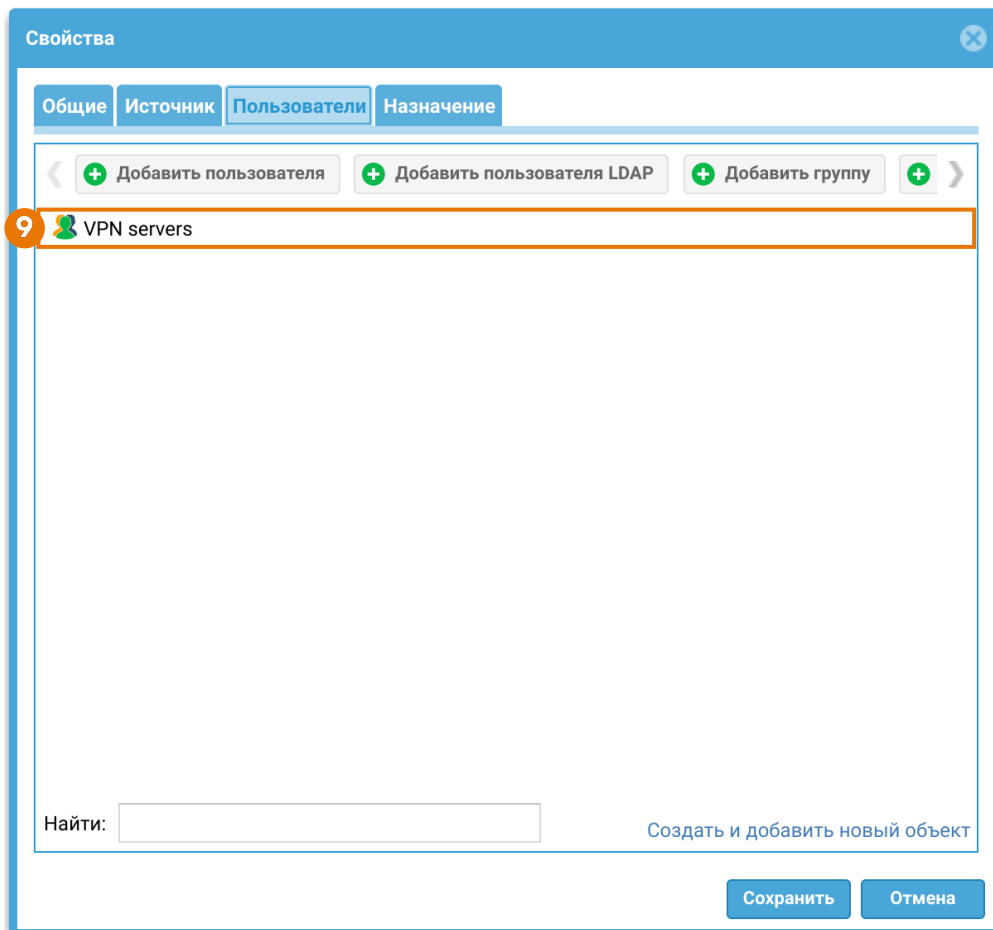 Свойства
Общие Источник Пользователи Назначение
Добавить пользователя Добавить пользователя LDAP Добавить группу
9 VPN servers
Найти: Создать и добавить новый объект
Сохранить Отмена